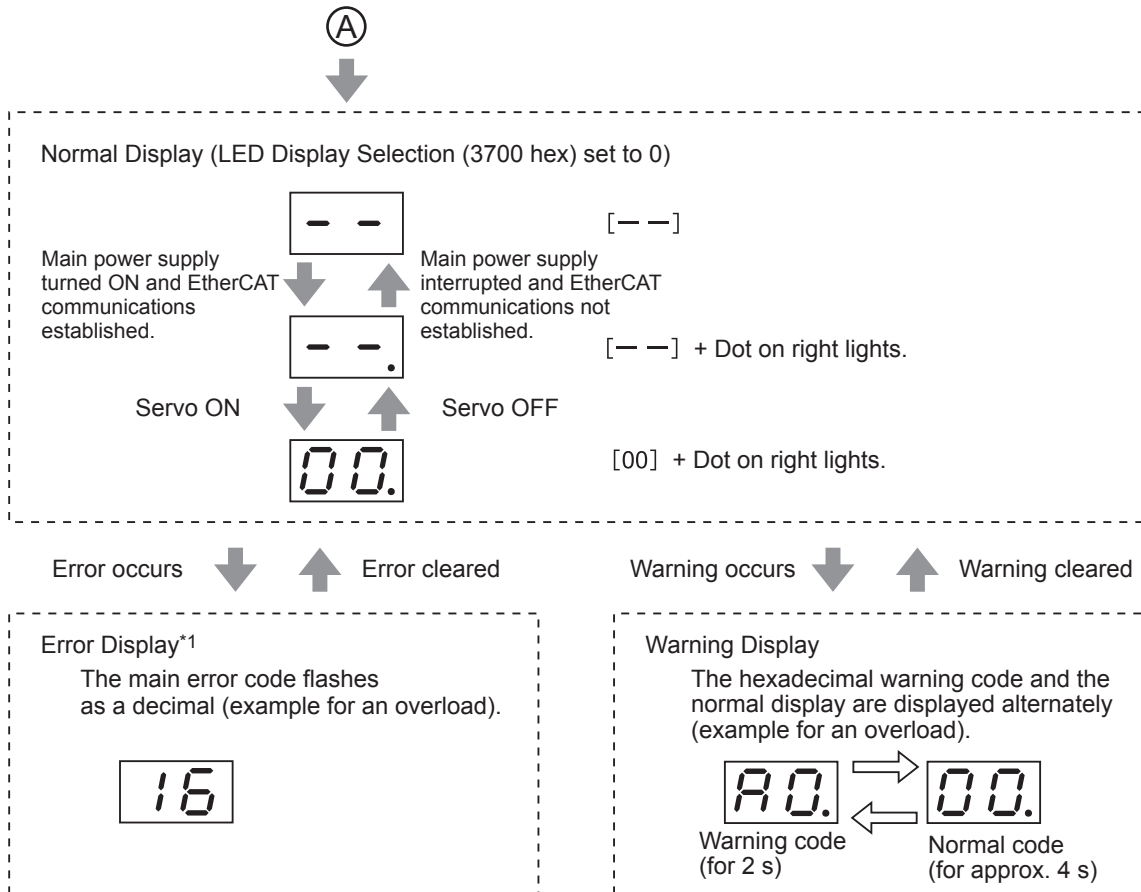 A
Normal Display (LED Display Selection (3700 hex) set to 0)
- -
[— —]
Main power supply
turned ON and EtherCAT
communications
established.
Main power supply
interrupted and EtherCAT
communications not
established.
- -.
[— —] + Dot on right lights.
Servo ON
Servo OFF
00.
[00] + Dot on right lights.
Error occurs
Error cleared
Warning occurs
Warning cleared
Error Display*1
The main error code flashes
as a decimal (example for an overload).
16
Warning Display
The hexadecimal warning code and the
normal display are displayed alternately
(example for an overload).
A0.
00.
Warning code
(for 2 s)
Normal code
(for approx. 4 s)